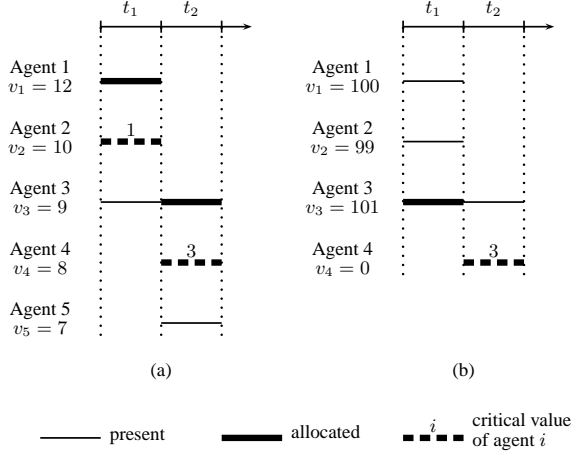 t₁ t₂ t₁ t₂
Agent 1
v₁ = 12
Agent 2
v₂ = 10
1
Agent 3
v₃ = 9
Agent 4
v₄ = 8
3
Agent 5
v₅ = 7
(a)
Agent 1
v₁ = 100
Agent 2
v₂ = 99
Agent 3
v₃ = 101
Agent 4
v₄ = 0
3
(b)
present
allocated
i
critical value
of agent i